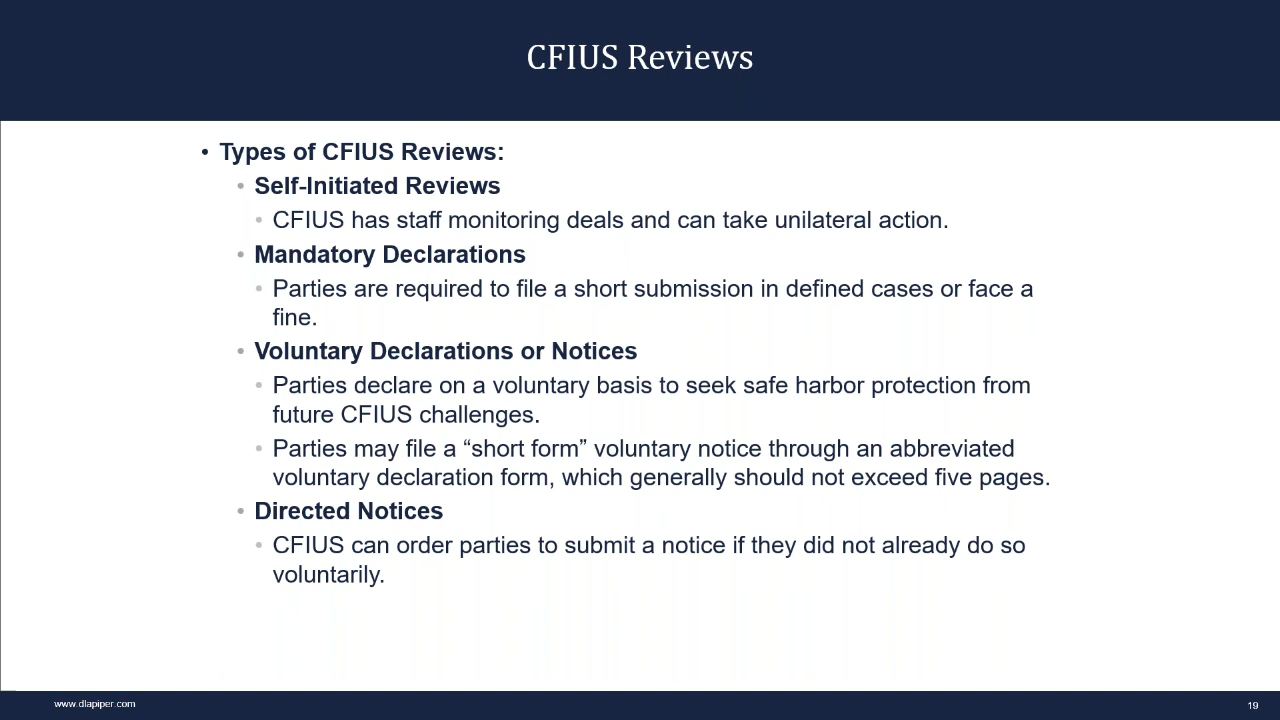 CFIUS Reviews
• Types of CFIUS Reviews:
• Self-Initiated Reviews
• CFIUS has staff monitoring deals and can take unilateral action.
• Mandatory Declarations
• Parties are required to file a short submission in defined cases or face a
fine.
• Voluntary Declarations or Notices
• Parties declare on a voluntary basis to seek safe harbor protection from
future CFIUS challenges.
• Parties may file a “short form” voluntary notice through an abbreviated
voluntary declaration form, which generally should not exceed five pages.
• Directed Notices
• CFIUS can order parties to submit a notice if they did not already do so
voluntarily.
www.dlapiper.com
19